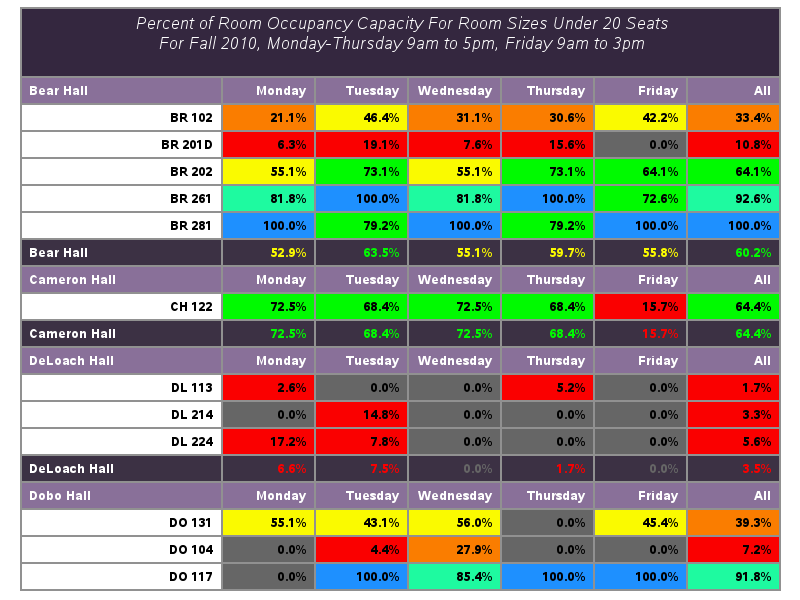 Percent of Room Occupancy Capacity For Room Sizes Under 20 Seats
For Fall 2010, Monday-Thursday 9am to 5pm, Friday 9am to 3pm
Bear Hall Monday Tuesday Wednesday Thursday Friday All
BR 102 21.1% 46.4% 31.1% 30.6% 42.2% 33.4%
BR 201D 6.3% 19.1% 7.6% 15.6% 0.0% 10.8%
BR 202 55.1% 73.1% 55.1% 73.1% 64.1% 64.1%
BR 261 81.8% 100.0% 81.8% 100.0% 72.6% 92.6%
BR 281 100.0% 79.2% 100.0% 79.2% 100.0% 100.0%
Bear Hall 52.9% 63.5% 55.1% 59.7% 55.8% 60.2%
Cameron Hall Monday Tuesday Wednesday Thursday Friday All
CH 122 72.5% 68.4% 72.5% 68.4% 15.7% 64.4%
Cameron Hall 72.5% 68.4% 72.5% 68.4% 15.7% 64.4%
DeLoach Hall Monday Tuesday Wednesday Thursday Friday All
DL 113 2.6% 0.0% 0.0% 5.2% 0.0% 1.7%
DL 214 0.0% 14.8% 0.0% 0.0% 0.0% 3.3%
DL 224 17.2% 7.8% 0.0% 0.0% 0.0% 5.6%
DeLoach Hall 6.6% 7.5% 0.0% 1.7% 0.0% 3.5%
Dobo Hall Monday Tuesday Wednesday Thursday Friday All
DO 131 55.1% 43.1% 56.0% 0.0% 45.4% 39.3%
DO 104 0.0% 4.4% 27.9% 0.0% 0.0% 7.2%
DO 117 0.0% 100.0% 85.4% 100.0% 100.0% 91.8%